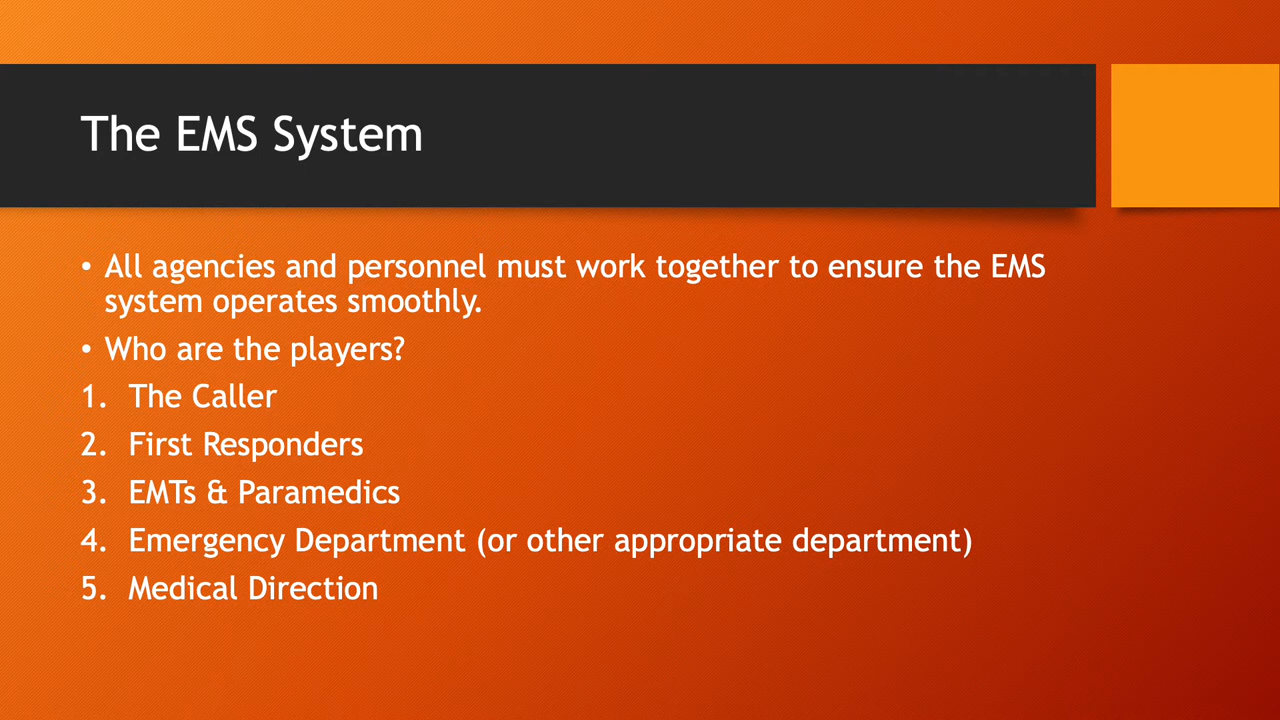 The EMS System
• All agencies and personnel must work together to ensure the EMS
system operates smoothly.
• Who are the players?
1. The Caller
2. First Responders
3. EMTs & Paramedics
4. Emergency Department (or other appropriate department)
5. Medical Direction